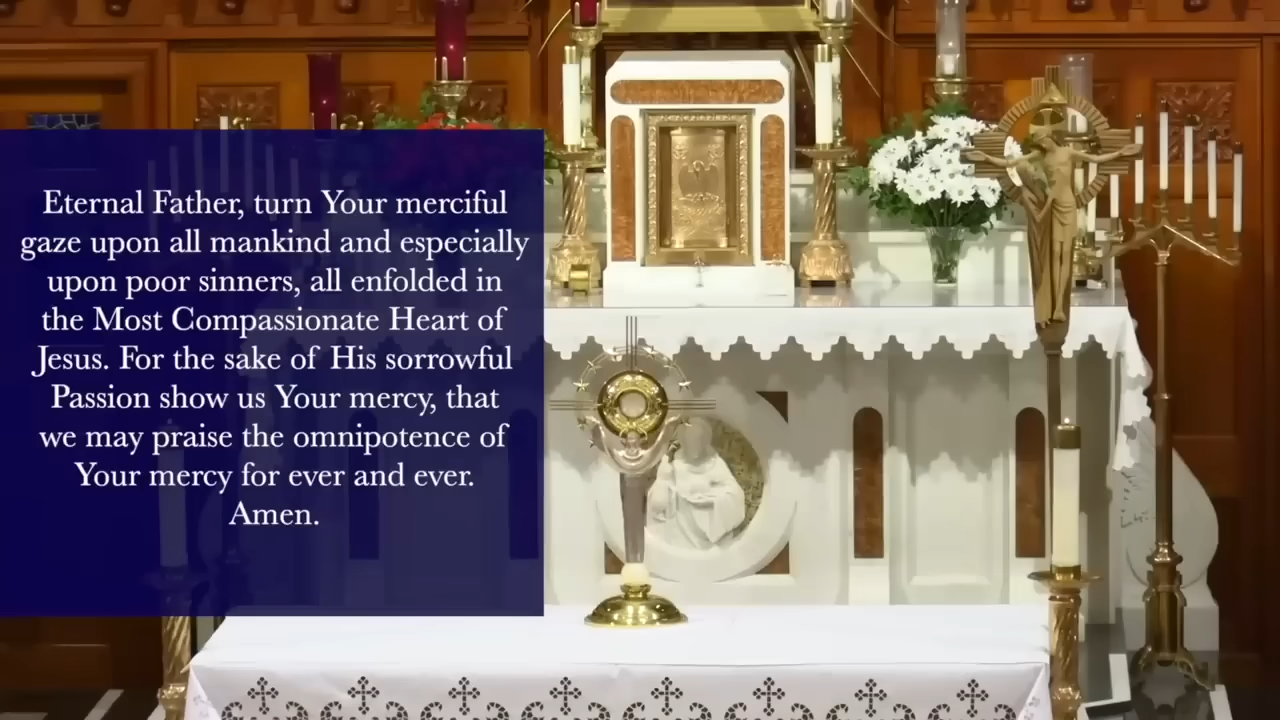 Eternal Father, turn Your merciful
gaze upon all mankind and especially
upon poor sinners, all enfolded in
the Most Compassionate Heart of
Jesus. For the sake of His sorrowful
Passion show us Your mercy, that
we may praise the omnipotence of
Your mercy for ever and ever.
Amen.